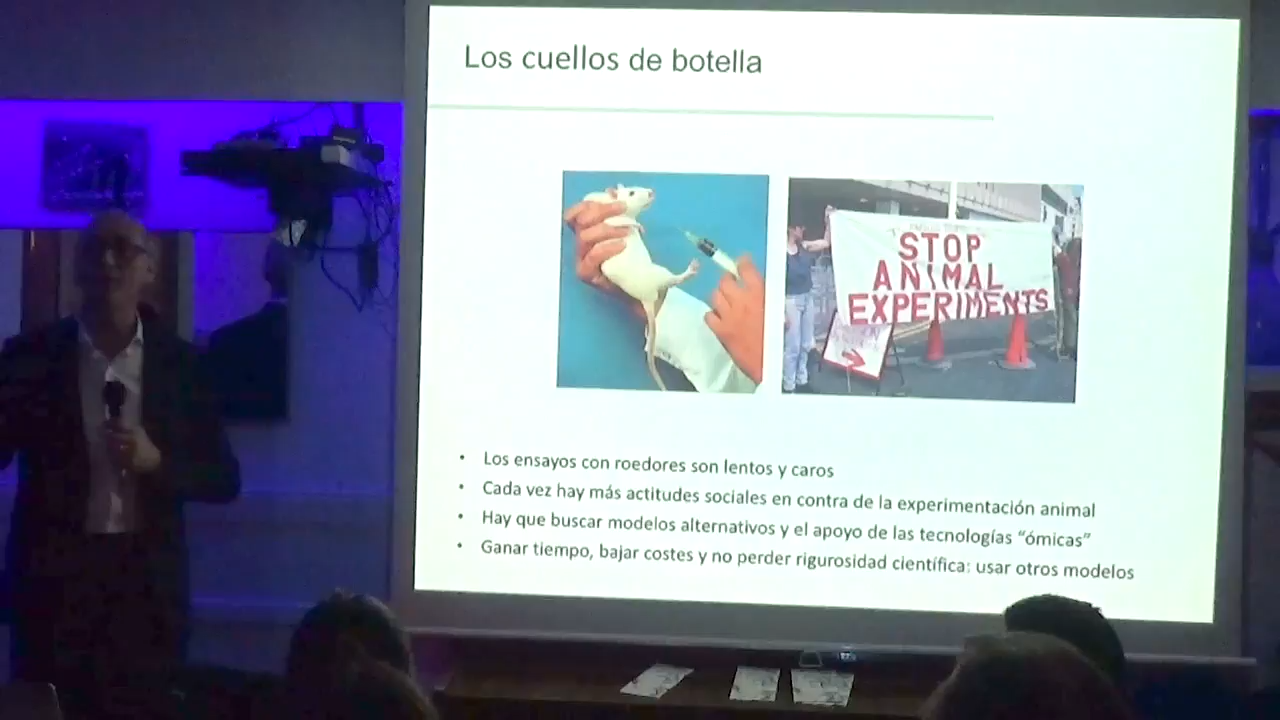 Los cuellos de botella
STOP
ANIMAL
EXPERIMENTS
• Los ensayos con roedores son lentos y caros
• Cada vez hay más actitudes sociales en contra de la experimentación animal
• Hay que buscar modelos alternativos y el apoyo de las tecnologías “ómicas”
• Ganar tiempo, bajar costes y no perder rigurosidad científica: usar otros modelos